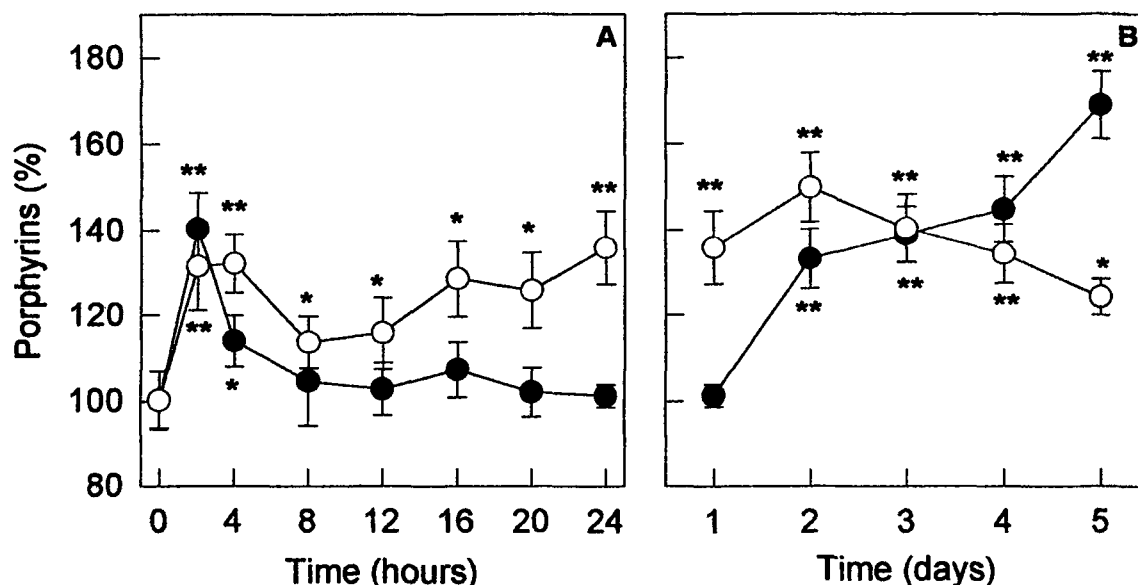 A
B
180
160
140
120
100
80
Porphyrins (%)
** ** * * * * **
** *
0 4 8 12 16 20 24
Time (hours)
** ** ** ** **
** ** ** *
1 2 3 4 5
Time (days)